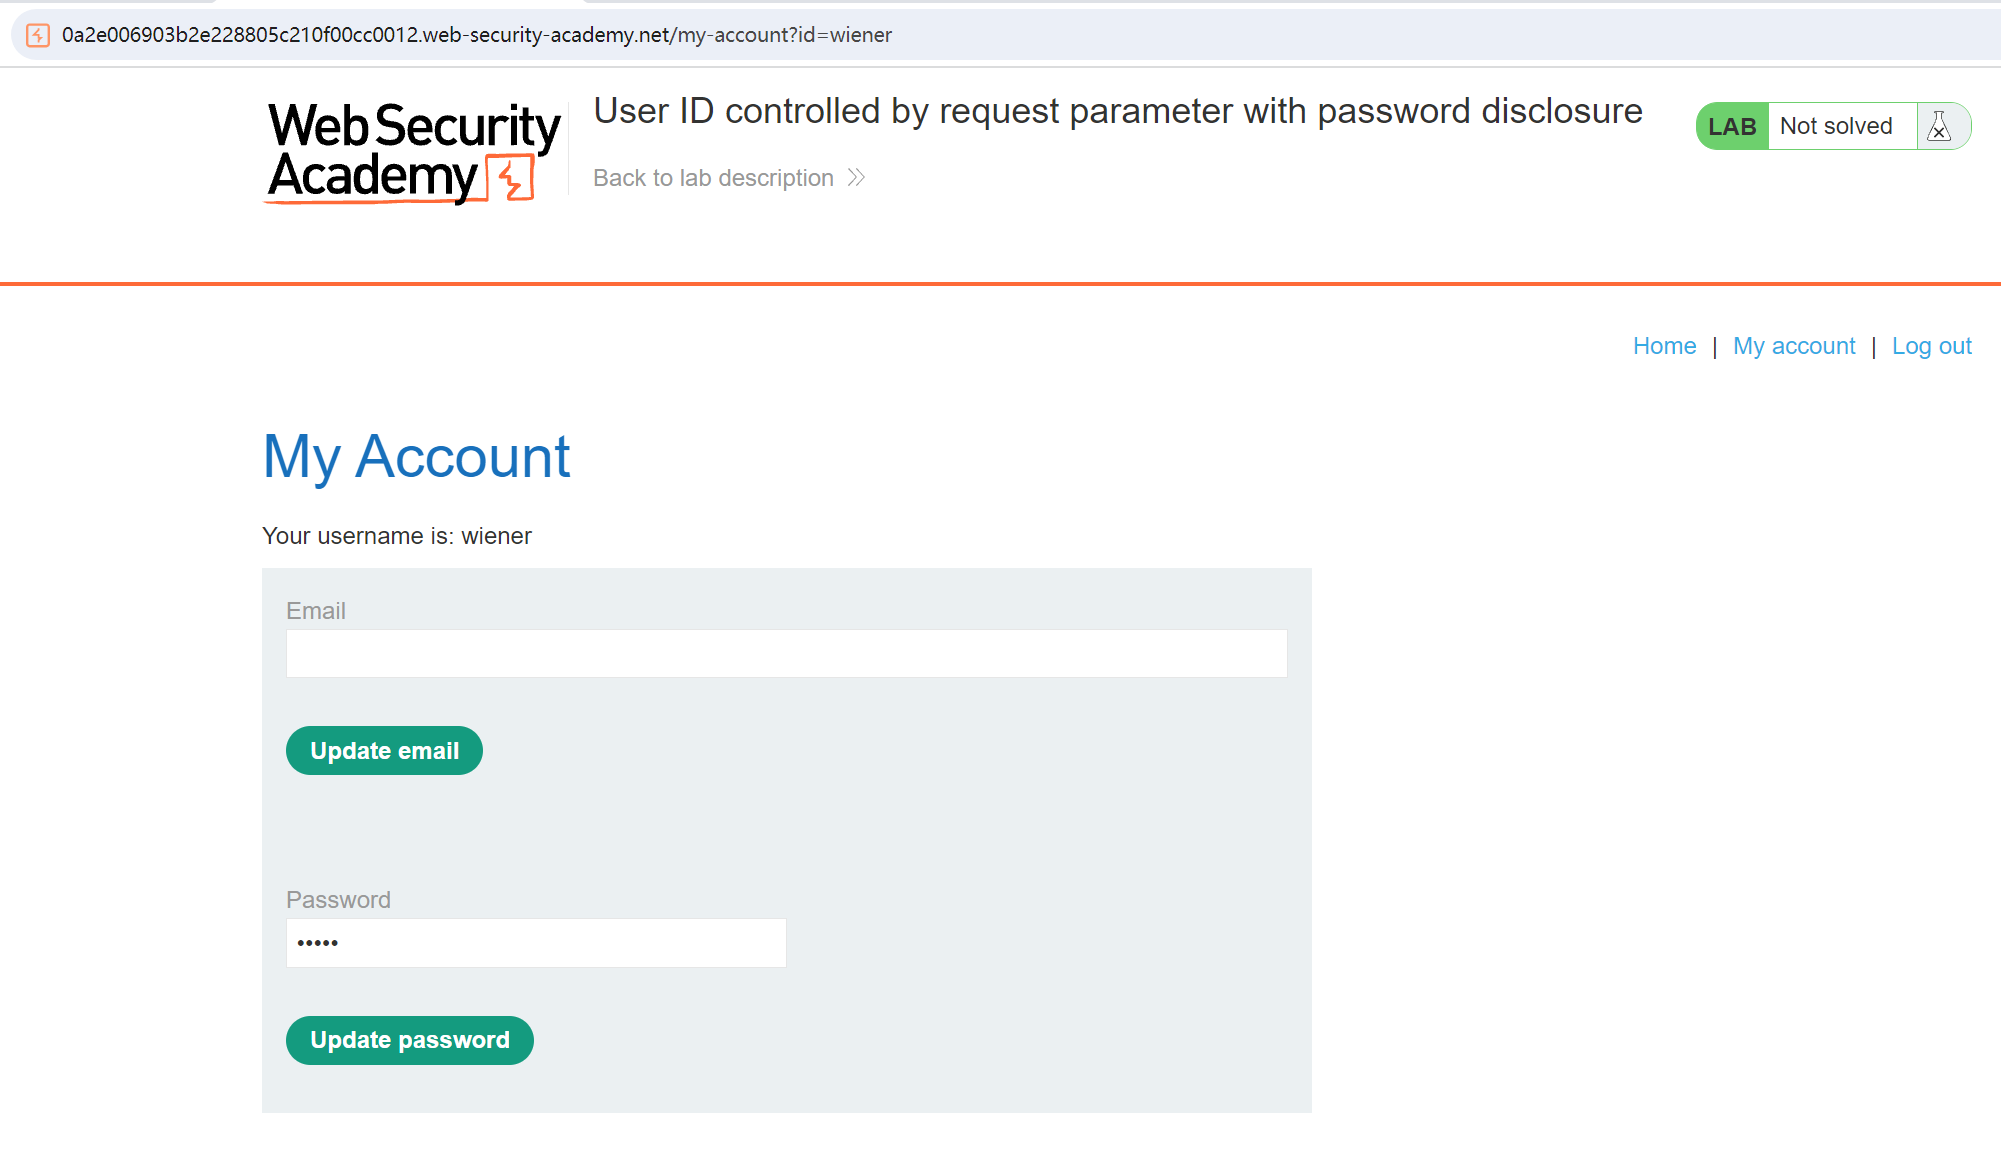 0a2e006903b2e228805c210f00cc0012.web-security-academy.net/my-account?id=wiener
Web Security
Academy
User ID controlled by request parameter with password disclosure
Back to lab description
LAB Not solved
Home | My account | Log out
My Account
Your username is: wiener
Email
Update email
Password
•••••
Update password